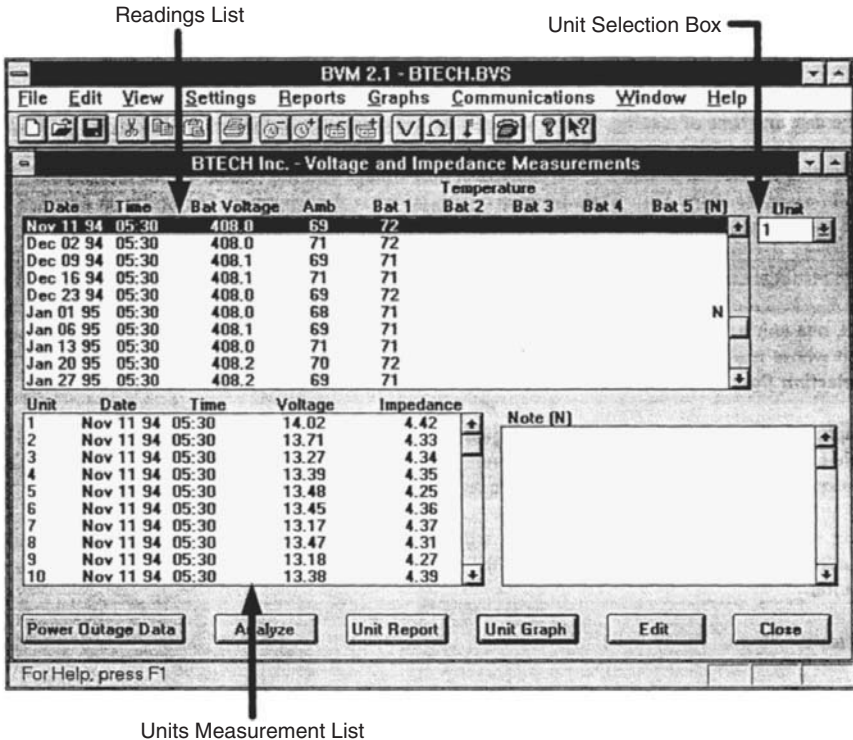 Readings List
Unit Selection Box
BVM 2.1 - BTECH.BVS
File Edit View Settings Reports Graphs Communications Window Help
BTECH Inc. - Voltage and Impedance Measurements
Temperature
Date Time Bat Voltage Amb Bat 1 Bat 2 Bat 3 Bat 4 Bat 5 (N) Unit
Nov 11 94 05:30 408.0 69 72
1
Dec 02 94 05:30 408.0 71 72
Dec 09 94 05:30 408.1 69 71
Dec 16 94 05:30 408.1 71 71
Dec 23 94 05:30 408.0 69 72
Jan 01 95 05:30 408.0 68 71 N
Jan 06 95 05:30 408.1 69 71
Jan 13 95 05:30 408.0 71 71
Jan 20 95 05:30 408.2 70 72
Jan 27 95 05:30 408.2 69 71
Unit Date Time Voltage Impedance
Note (N)
1 Nov 11 94 05:30 14.02 4.42
2 Nov 11 94 05:30 13.71 4.33
3 Nov 11 94 05:30 13.27 4.34
4 Nov 11 94 05:30 13.39 4.35
5 Nov 11 94 05:30 13.48 4.25
6 Nov 11 94 05:30 13.45 4.36
7 Nov 11 94 05:30 13.17 4.37
8 Nov 11 94 05:30 13.47 4.31
9 Nov 11 94 05:30 13.18 4.27
10 Nov 11 94 05:30 13.38 4.39
Power Outage Data Analyze Unit Report Unit Graph Edit Close
For Help, press F1
Units Measurement List